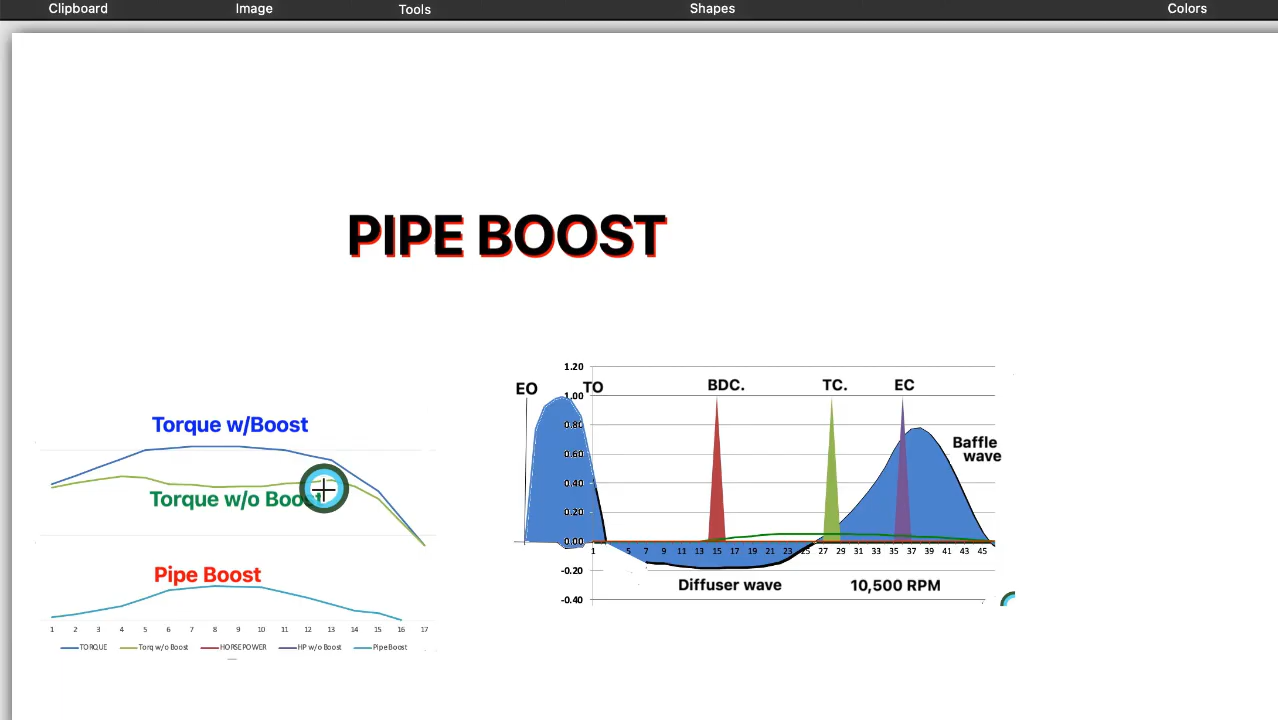 Clipboard Image Tools Shapes Colors
PIPE BOOST
Torque w/Boost
Torque w/o Boost
Pipe Boost
1 2 3 4 5 6 7 8 9 10 11 12 13 14 15 16 17
TORQUE Torq w/o Boost HORSEPOWER HP w/o Boost PipeBoost
EO TO BDC. TC. EC
1.20
1.00
0.80
0.60
0.40
0.20
0.00
-0.20
-0.40
Baffle
wave
1 5 7 9 11 13 15 17 19 21 23 25 27 29 31 33 35 37 39 41 43 45
Diffuser wave 10,500 RPM